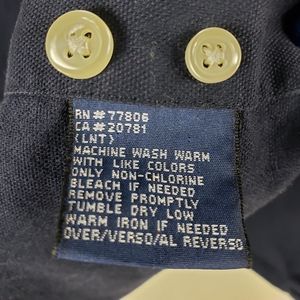 RN#77806
CA#20781
(LNT)
MACHINE WASH WARM
WITH LIKE COLORS
ONLY NON-CHLORINE
BLEACH IF NEEDED
REMOVE PROMPTLY
TUMBLE DRY LOW
WARM IRON IF NEEDED
OVER/VERSO/AL REVERSO